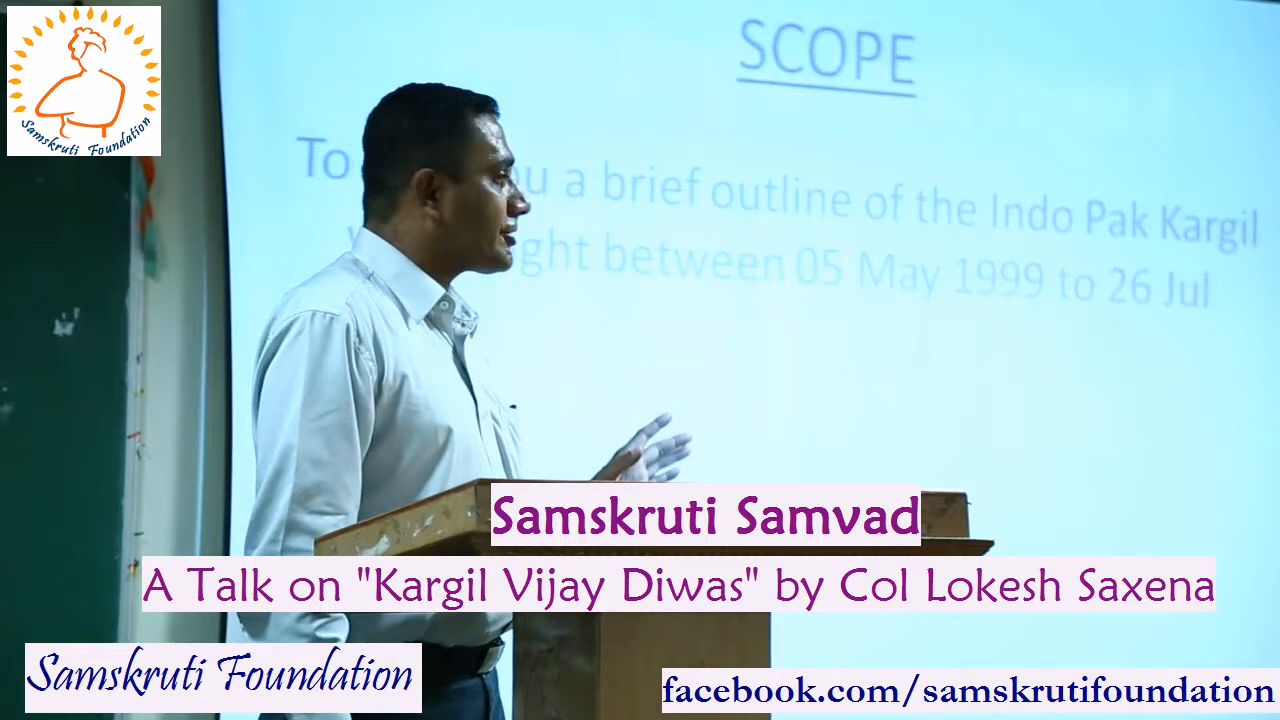 Samskruti Foundation
SCOPE
To a brief outline of the Indo Pak Kargil
between 05 May 1999 to 26 Jul
Samskruti Samvad
A Talk on "Kargil Vijay Diwas" by Col Lokesh Saxena
Samskruti Foundation
facebook.com/samskrutifoundation